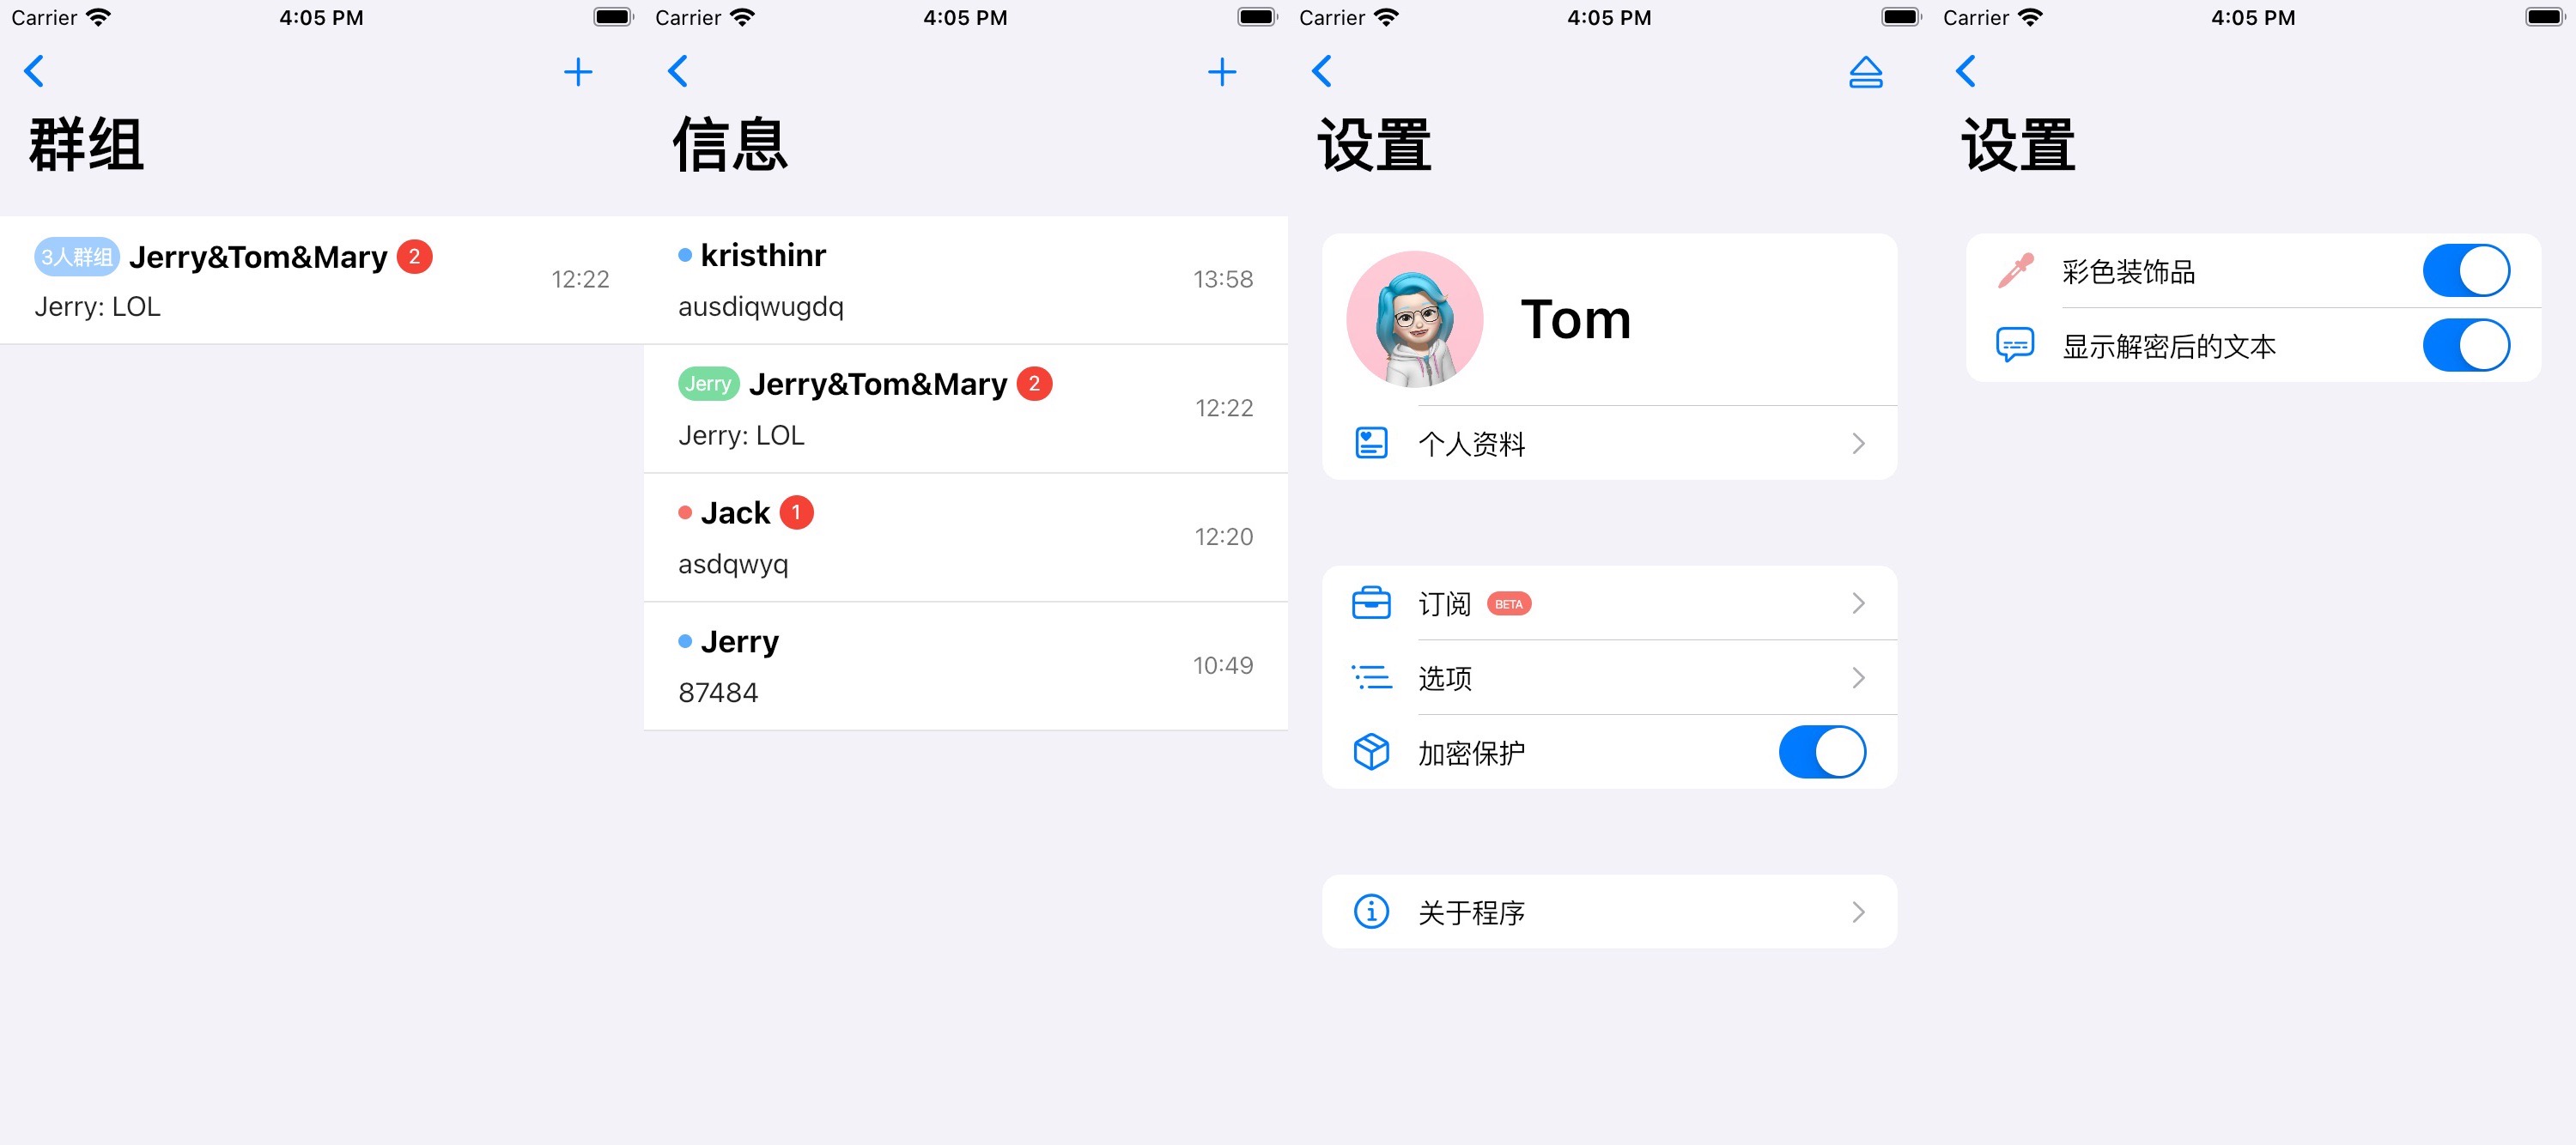 Carrier 4:05 PM
群组
3人群组 Jerry&Tom&Mary 2
12:22
Jerry: LOL
Carrier 4:05 PM
信息
kristhinr
13:58
ausdiqwugdq
Jerry Jerry&Tom&Mary 2
12:22
Jerry: LOL
Jack 1
12:20
asdqwyq
Jerry
10:49
87484
Carrier 4:05 PM
设置
Tom
个人资料
订阅 BETA
选项
加密保护
关于程序
Carrier 4:05 PM
设置
彩色装饰品
显示解密后的文本